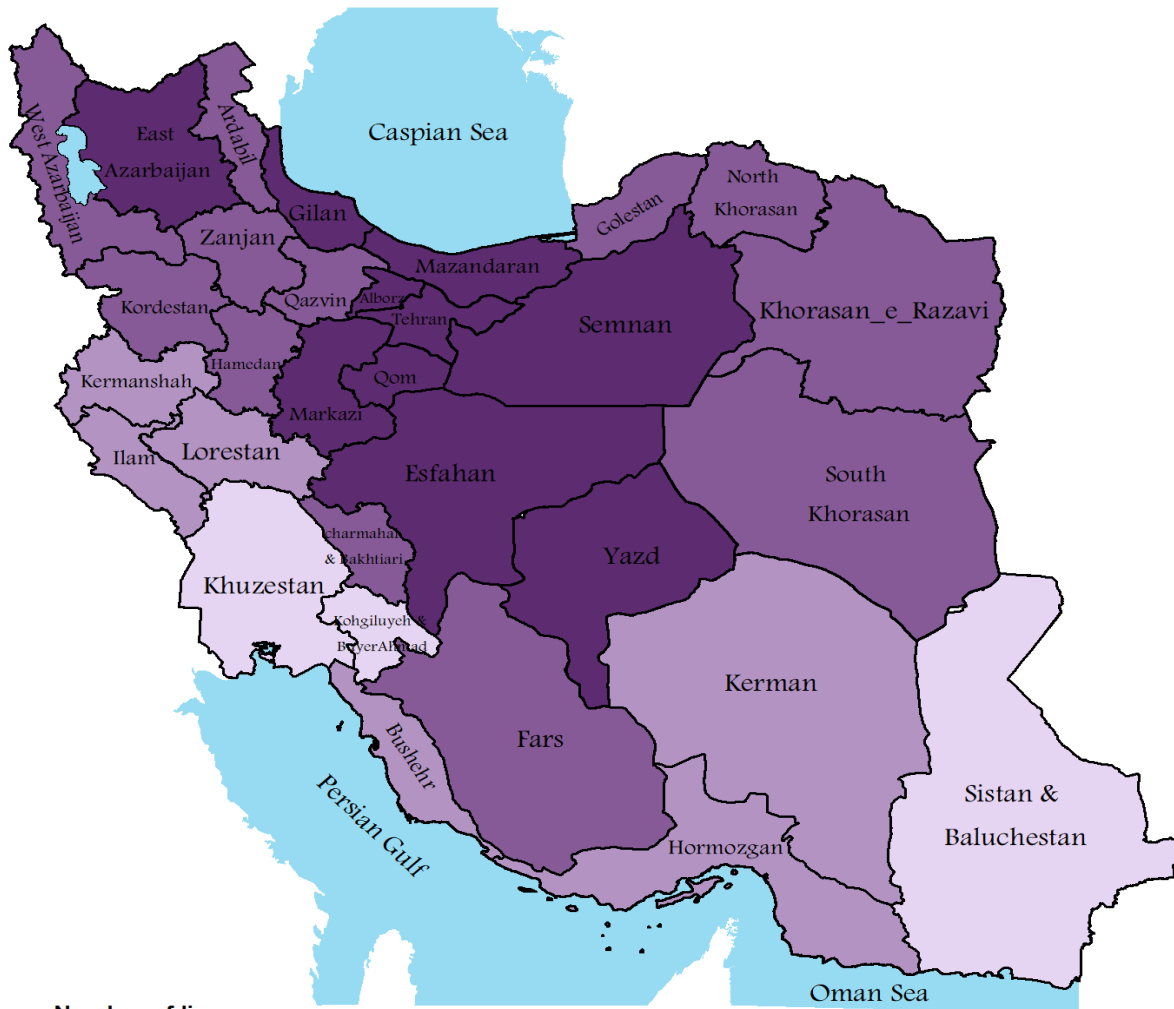 Caspian Sea
West Azarbaijan
East
Azarbaijan
Ardabil
Gilan
Zanjan
Mazandaran
Golestan
North
Khorasan
Kordestan
Qazvin
Alborz
Tehran
Semnan
Khorasan_e_Razavi
Kermanshah
Hamedan
Qom
Markazi
Ilam
Lorestan
Esfahan
South
Khorasan
charmahal
& Bakhtiari
Yazd
Khuzestan
Kohgiluyeh &
BuyerAhmad
Kerman
Fars
Bushehr
Persian Gulf
Sistan &
Baluchestan
Hormozgan
Oman Sea